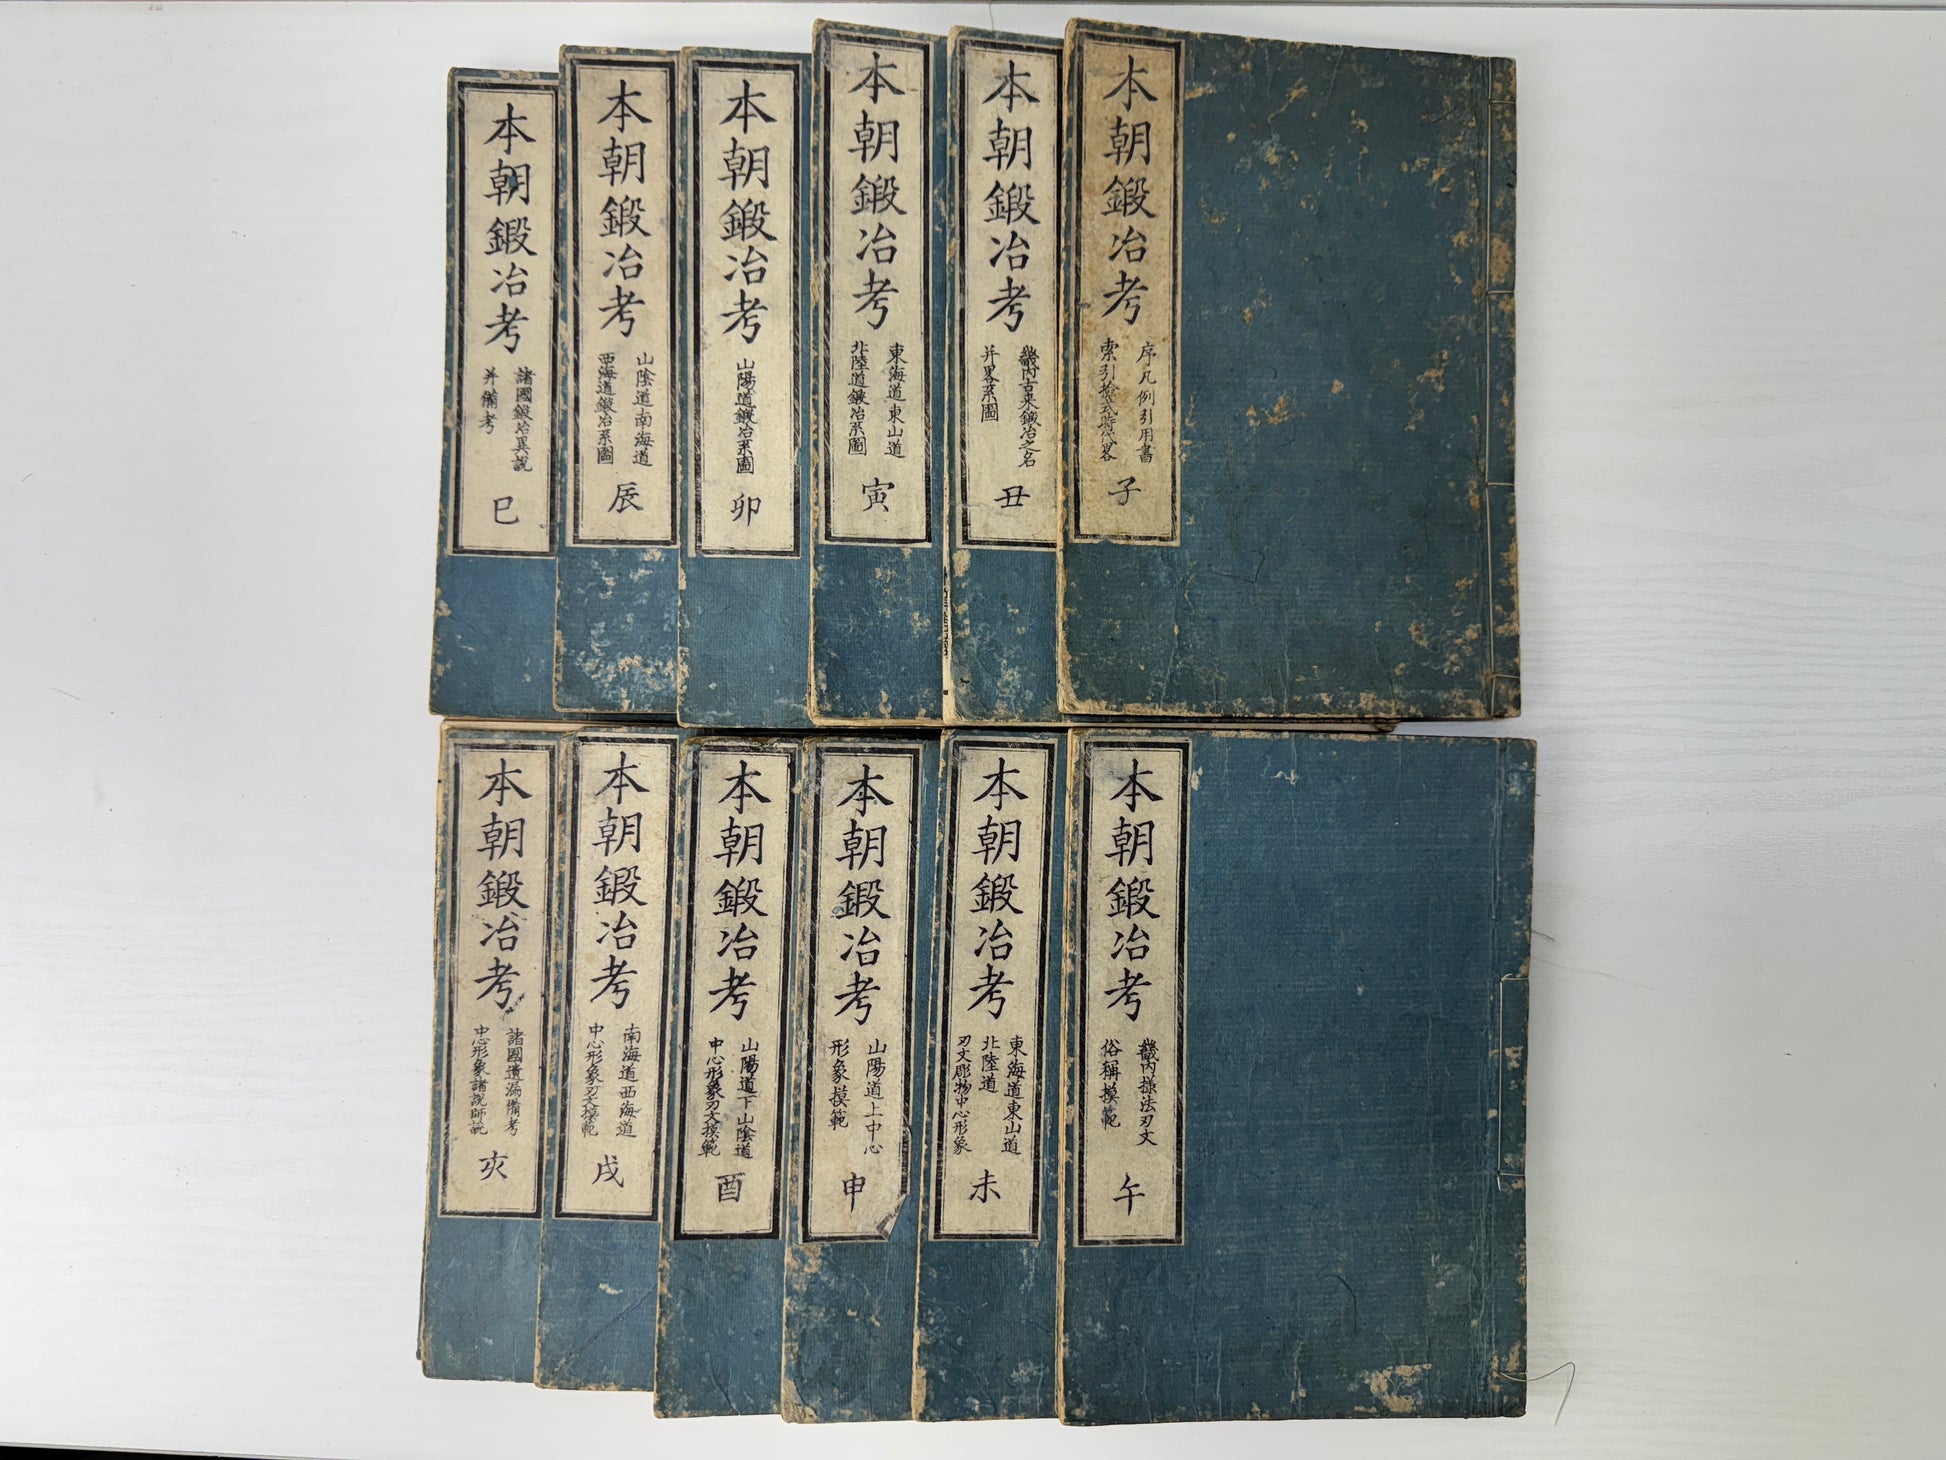 本朝鍛冶考
序凡例引用書
索引捴式時代畧
子
本朝鍛冶考
畿内古来鍛冶之名
并畧系圖
丑
本朝鍛冶考
東海道東山道
北陸道鍛冶系圖
寅
本朝鍛冶考
山陽道鍛冶系圖
卯
本朝鍛冶考
山陰道南海道
西海道鍛冶系圖
辰
本朝鍛冶考
諸國鍛冶異説
并備考
巳
本朝鍛冶考
畿内様法刃文
俗稱摸範
午
本朝鍛冶考
東海道東山道
北陸道
刃文彫物中心形象
未
本朝鍛冶考
山陽道上中心
形象摸範
申
本朝鍛冶考
山陽道下山陰道
中心形象刃文摸範
酉
本朝鍛冶考
南海道西海道
中心形象刃文摸範
戌
本朝鍛冶考
諸國遺漏備考
中心形象諸説師説
亥